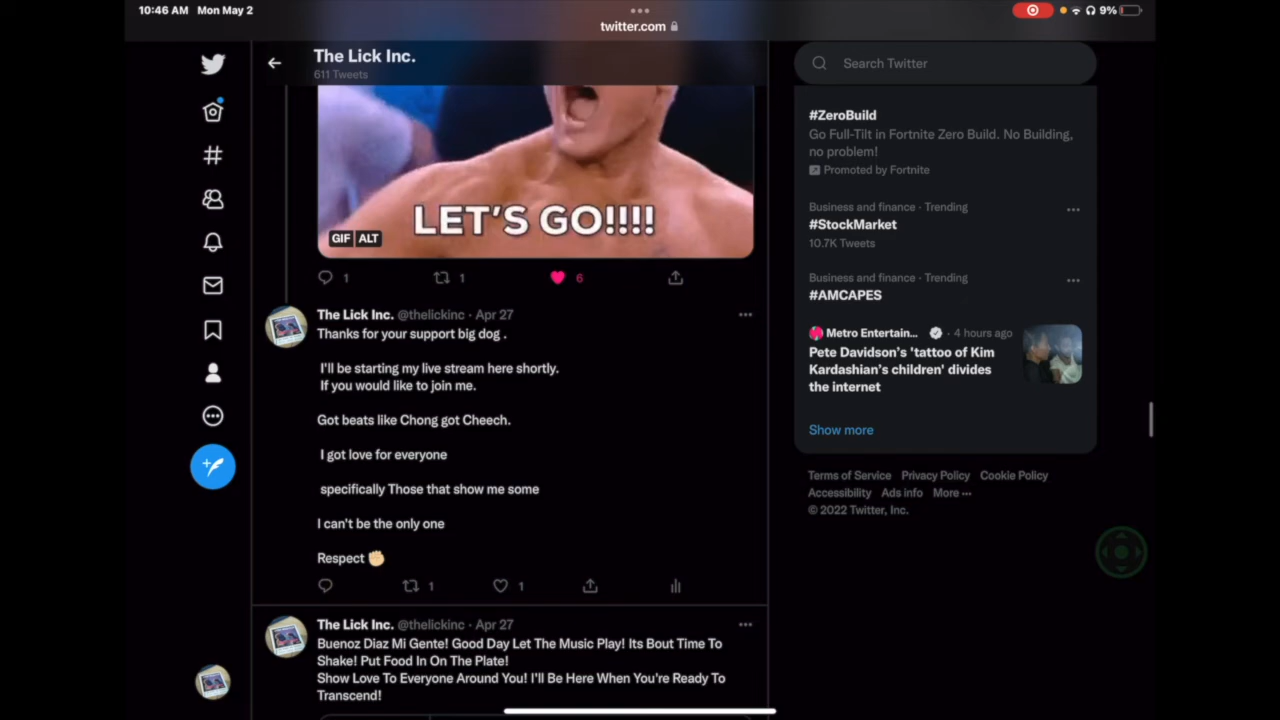 10:46 AM Mon May 2
twitter.com
9%
The Lick Inc.
611 Tweets
LET'S GO!!!!
GIF ALT
1 1 6
The Lick Inc. @thelickinc · Apr 27
Thanks for your support big dog .
I'll be starting my live stream here shortly.
If you would like to join me.
Got beats like Chong got Cheech.
I got love for everyone
specifically Those that show me some
I can't be the only one
Respect ✊🏻
1 1
The Lick Inc. @thelickinc · Apr 27
Buenoz Diaz Mi Gente! Good Day Let The Music Play! Its Bout Time To
Shake! Put Food In On The Plate!
Show Love To Everyone Around You! I'll Be Here When You're Ready To
Transcend!
Search Twitter
#ZeroBuild
Go Full-Tilt in Fortnite Zero Build. No Building,
no problem!
Promoted by Fortnite
Business and finance · Trending
#StockMarket
10.7K Tweets
Business and finance · Trending
#AMCAPES
Metro Entertain... · 4 hours ago
Pete Davidson's 'tattoo of Kim
Kardashian's children' divides
the internet
Show more
Terms of Service Privacy Policy Cookie Policy
Accessibility Ads info More ···
© 2022 Twitter, Inc.